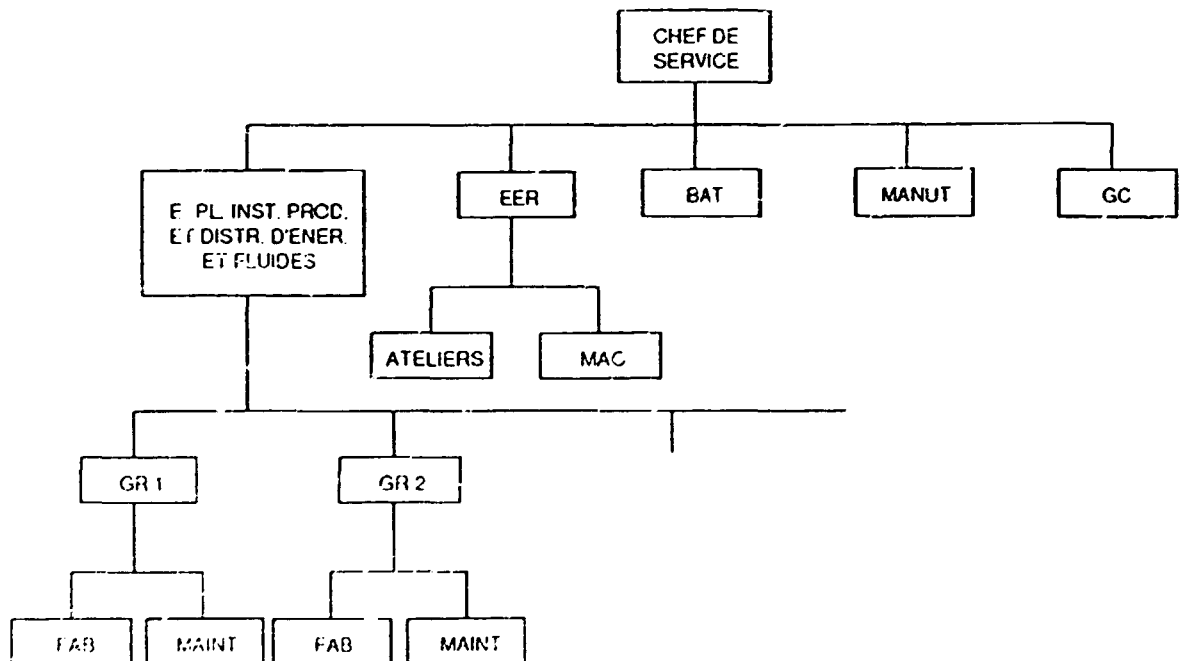 CHEF DE
SERVICE
PL. INST. PROD.
ET DISTR. D'ENER.
ET FLUIDES
EER
BAT
MANUT
GC
ATELIERS
MAC
GR 1
GR 2
FAB
MAINT
FAB
MAINT